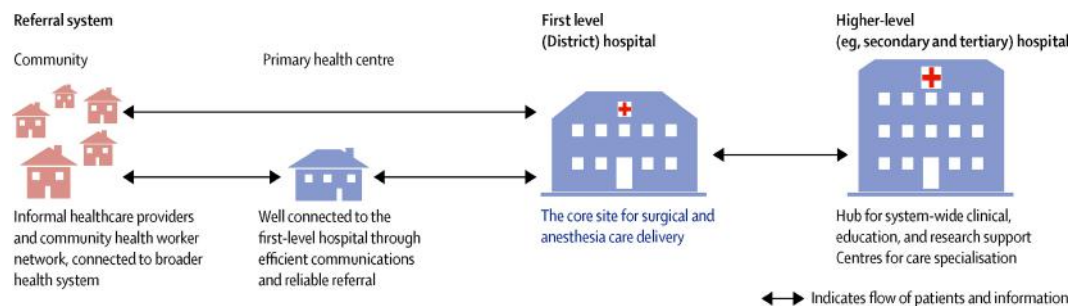 Referral system
Community
Primary health centre
First level
(District) hospital
Higher-level
(eg, secondary and tertiary) hospital
Informal healthcare providers
and community health worker
network, connected to broader
health system
Well connected to the
first-level hospital through
efficient communications
and reliable referral
The core site for surgical and
anesthesia care delivery
Hub for system-wide clinical,
education, and research support
Centres for care specialisation
Indicates flow of patients and information